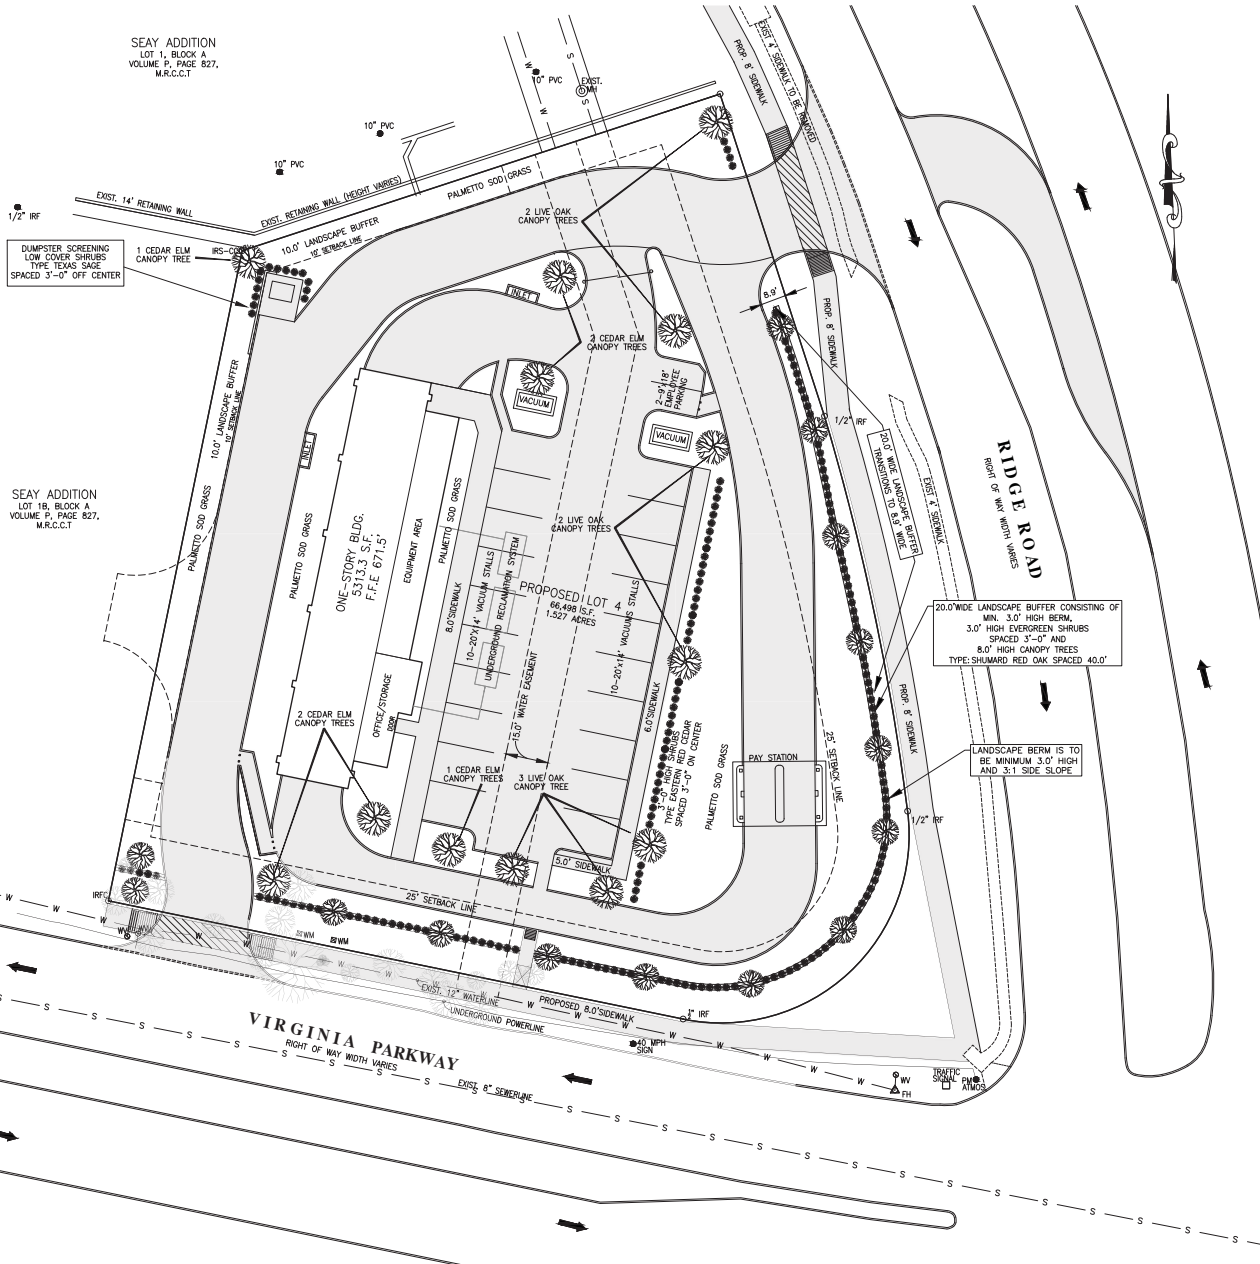 SEAY ADDITION
LOT 1, BLOCK A
VOLUME P, PAGE 827,
M.R.C.C.T
10" PVC
EXIST.
MH
W
W
S
S
10" PVC
10" PVC
1/2" IRF
EXIST. 14' RETAINING WALL
EXIST. RETAINING WALL (HEIGHT VAIRIES)
PALMETTO SOD GRASS
10.0' LANDSCAPE BUFFER
10' SETBACK LINE
PROP. 8' SIDEWALK
EXIST 4' SIDEWALK TO BE REMOVED
DUMPSTER SCREENING
LOW COVER SHRUBS
TYPE TEXAS SAGE
SPACED 3'-0" OFF CENTER
1 CEDAR ELM
CANOPY TREE
2 LIVE OAK
CANOPY TREES
INLET
2 CEDAR ELM
CANOPY TREES
8.9'
PROP. 8' SIDEWALK
VACUUM
2-9'X18'
EMPLOYEE
PARKING
VACUUM
10.0' LANDSCAPE BUFFER
10' SETBACK LINE
INLET
1/2" IRF
20.0' WIDE LANDSCAPE BUFFER
TRANSITIONS TO 8.9' WIDE
EXIST 4' SIDEWALK
RIDGE ROAD
RIGHT OF WAY WIDTH VARIES
SEAY ADDITION
LOT 1B, BLOCK A
VOLUME P, PAGE 827,
M.R.C.C.T
PALMETTO SOD GRASS
PALMETTO SOD GRASS
ONE-STORY BLDG.
5313.3 S.F.
F.F.E 671.5'
EQUIPMENT AREA
PALMETTO SOD GRASS
8.0'SIDEWALK
10-20'x14' VACUUM STALLS
UNDERGROUND RECLAMATION SYSTEM
2 LIVE OAK
CANOPY TREES
PROPOSED LOT 4
66,498 S.F.
1.527 ACRES
10-20'x14' VACUUMS STALLS
15.0' WATER EASEMENT
6.0'SIDEWALK
3'-0" HIGH SHRUBS
TYPE EASTERN RED CEDAR
SPACED 3'-0" ON CENTER
PALMETTO SOD GRASS
20.0'WIDE LANDSCAPE BUFFER CONSISTING OF
MIN. 3.0' HIGH BERM,
3.0' HIGH EVERGREEN SHRUBS
SPACED 3'-0" AND
8.0' HIGH CANOPY TREES
TYPE: SHUMARD RED OAK SPACED 40.0'
PROP. 8' SIDEWALK
OFFICE/STORAGE
DOOR
2 CEDAR ELM
CANOPY TREES
PAY STATION
25' SETBACK LINE
LANDSCAPE BERM IS TO
BE MINIMUM 3.0' HIGH
AND 3:1 SIDE SLOPE
1 CEDAR ELM
CANOPY TREES
3 LIVE OAK
CANOPY TREE
1/2" IRF
5.0' SIDEWALK
25' SETBACK LINE
W
W
W
W
W
WV
WM
WM
EXIST. 12" WATERLINE
UNDERGROUND POWERLINE
PROPOSED 8.0'SIDEWALK
1/2" IRF
W
W
W
W
W
40 MPH
SIGN
VIRGINIA PARKWAY
RIGHT OF WAY WIDTH VARIES
EXIST 8" SEWERLINE
WV
FH
TRAFFIC
SIGNAL
PM
ATMOS
S
S
S
S
S
S
S
S
S
S
S